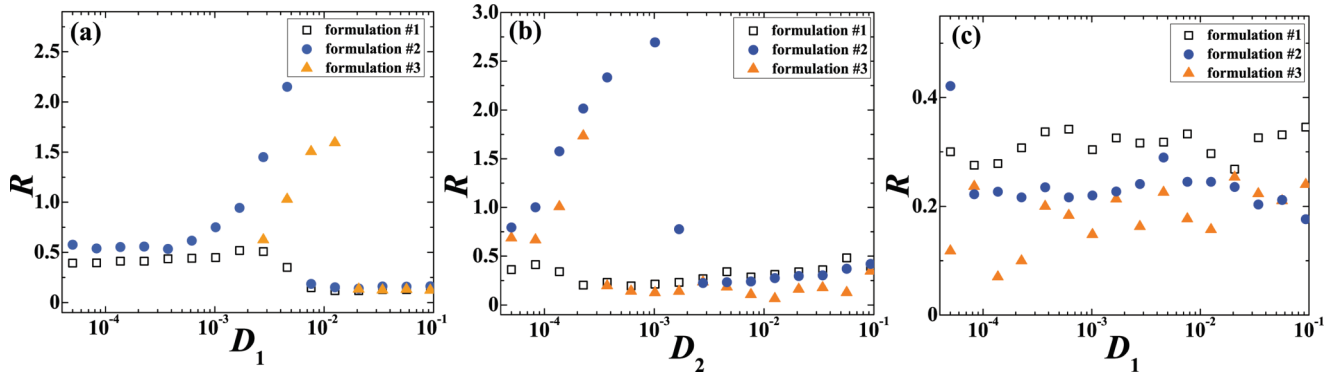 (a)
formulation #1
formulation #2
formulation #3
2.5
2.0
1.5
1.0
0.5
0
R
10⁻⁴
10⁻³
10⁻²
10⁻¹
D₁
(b)
formulation #1
formulation #2
formulation #3
3.0
2.5
2.0
1.5
1.0
0.5
0
R
10⁻⁴
10⁻³
10⁻²
10⁻¹
D₂
(c)
formulation #1
formulation #2
formulation #3
0.4
0.2
0
R
10⁻⁴
10⁻³
10⁻²
10⁻¹
D₁